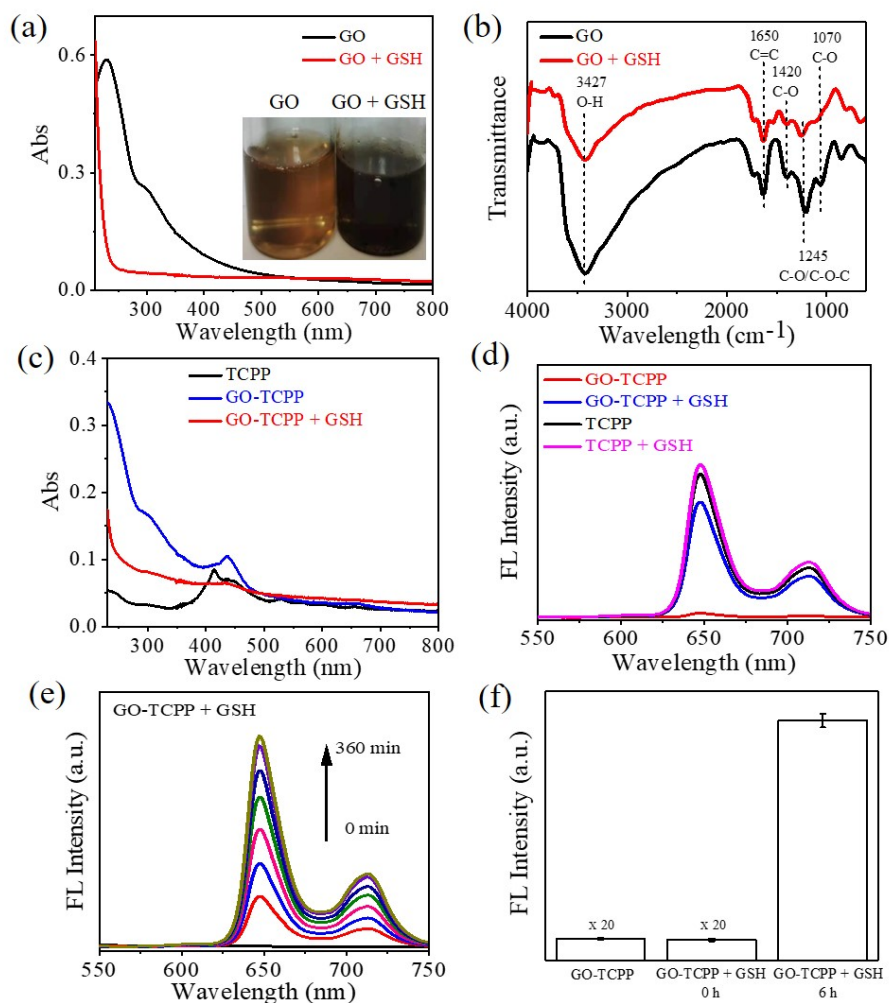 (a)
GO
GO + GSH
GO GO + GSH
0.6
0.3
0.0
Abs
300 400 500 600 700 800
Wavelength (nm)
(b)
GO
GO + GSH
3427
O-H
1650
C=C
1420
C-O
1070
C-O
1245
C-O/C-O-C
Transmittance
4000 3000 2000 1000
Wavelength (cm-1)
(c)
TCPP
GO-TCPP
GO-TCPP + GSH
0.4
0.3
0.2
0.1
0.0
Abs
300 400 500 600 700 800
Wavelength (nm)
(d)
GO-TCPP
GO-TCPP + GSH
TCPP
TCPP + GSH
FL Intensity (a.u.)
550 600 650 700 750
Wavelength (nm)
(e)
GO-TCPP + GSH
360 min
0 min
FL Intensity (a.u.)
550 600 650 700 750
Wavelength (nm)
(f)
FL Intensity (a.u.)
x 20
x 20
GO-TCPP
GO-TCPP + GSH
0 h
GO-TCPP + GSH
6 h